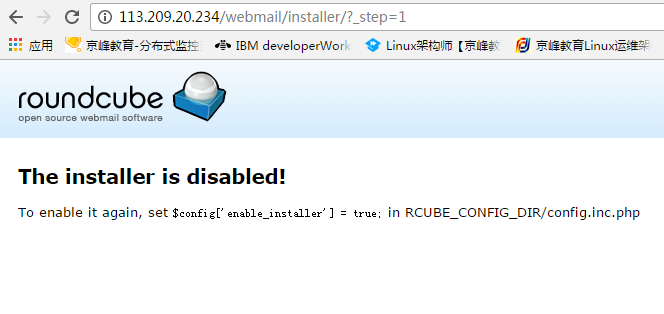 113.209.20.234/webmail/installer/?_step=1
应用 京峰教育-分布式监控 IBM developerWork Linux架构师【京峰 京峰教育Linux运维架
roundcube
open source webmail software
The installer is disabled!
To enable it again, set $config['enable_installer'] = true; in RCUBE_CONFIG_DIR/config.inc.php